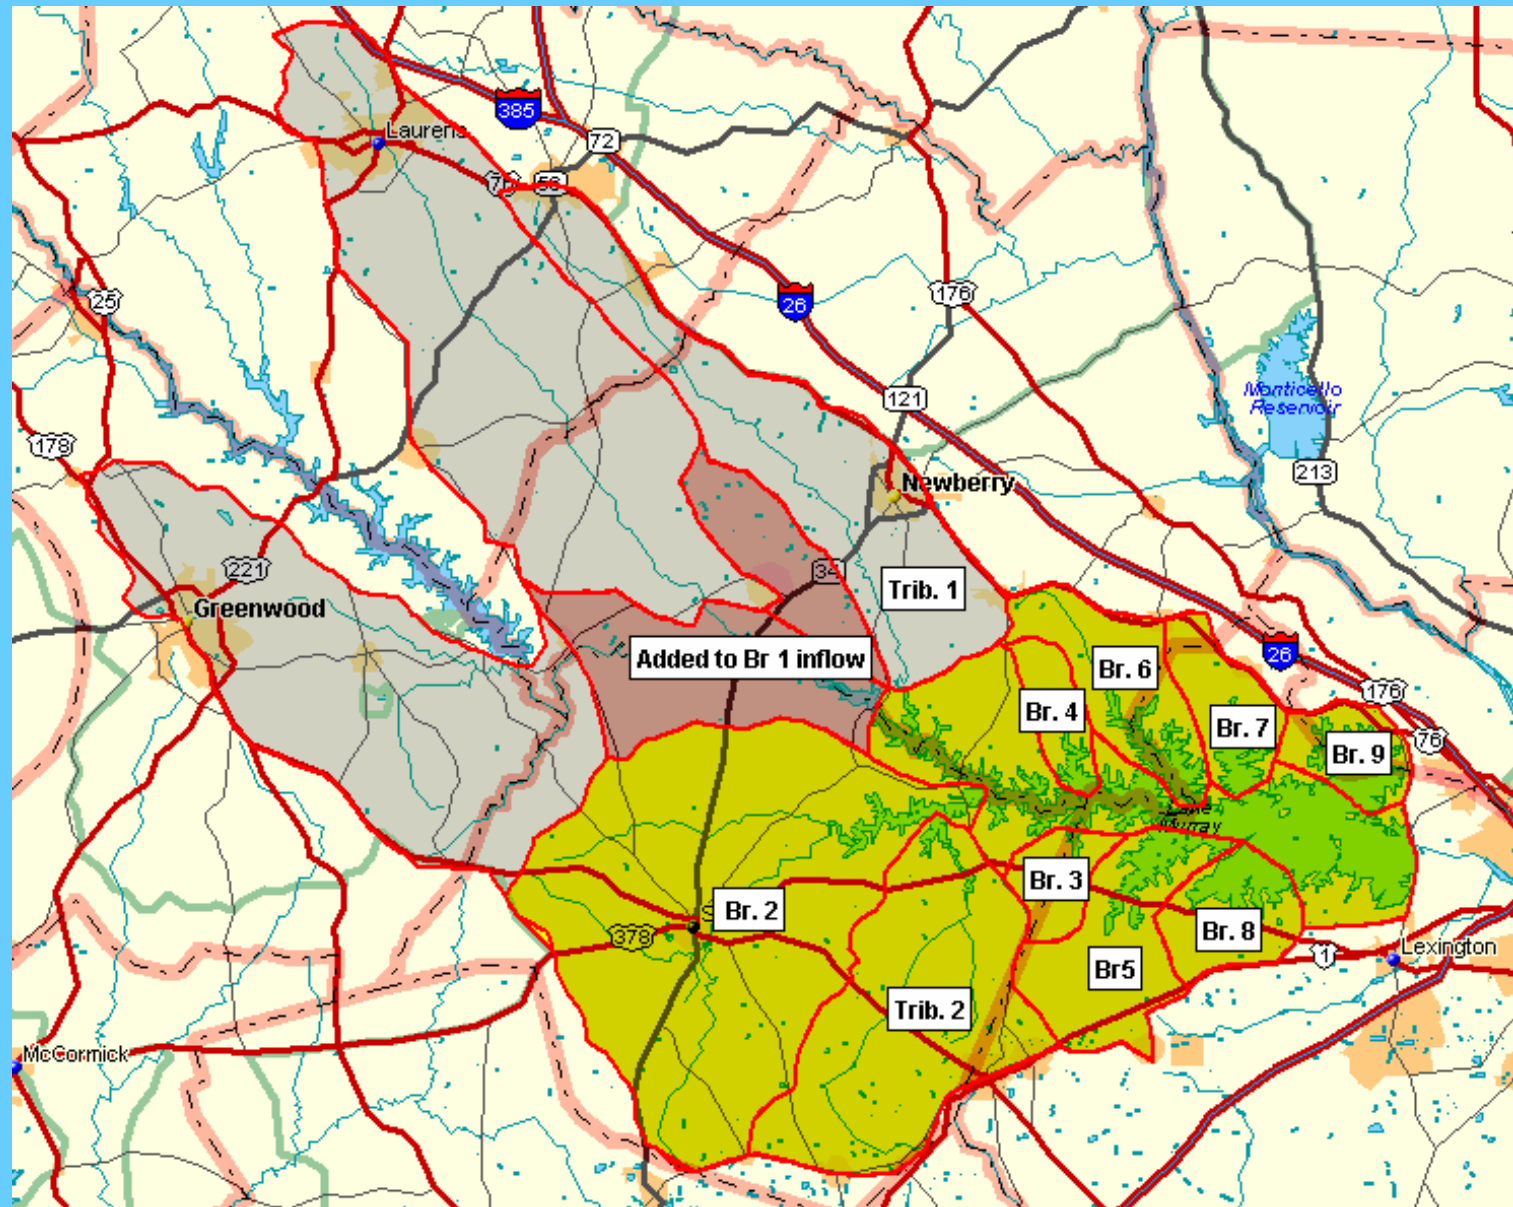 385
Laurens
72
76
56
25
26
176
121
Monticello
Reservoir
178
213
Newberry
34
221
Trib. 1
Greenwood
Added to Br 1 inflow
Br. 6
26
Br. 4
176
Br. 7
76
Br. 9
Lake
Murray
Br. 3
Br. 2
378
Br. 8
Lexington
1
Br5
Trib. 2
McCormick